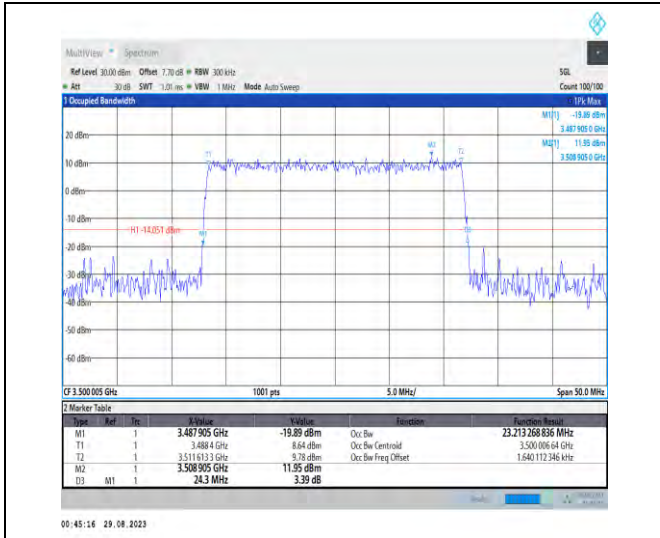 MultiView Spectrum
Ref Level 30.00 dBm Offset 7.70 dB RBW 300 kHz SGL
Att 30 dB SWT 1.01 ms VBW 1 MHz Mode Auto Sweep Count 100/100
1 Occupied Bandwidth 1Pk Max
M1[1] -19.89 dBm
3.487 905 0 GHz
M2[1] 11.95 dBm
3.508 905 0 GHz
20 dBm
T1
M2
T2
10 dBm
0 dBm
-10 dBm
H1 -14.051 dBm
M1
D3
-20 dBm
-30 dBm
-40 dBm
-50 dBm
-60 dBm
CF 3.500 005 GHz 1001 pts 5.0 MHz/ Span 50.0 MHz
2 Marker Table
Type Ref Trc X-Value Y-Value Function Function Result
M1 1 3.487 905 GHz -19.89 dBm Occ Bw 23.213 268 836 MHz
T1 1 3.488 4 GHz 8.64 dBm Occ Bw Centroid 3.500 006 64 GHz
T2 1 3.511 613 3 GHz 9.78 dBm Occ Bw Freq Offset 1.640 112 346 kHz
M2 1 3.508 905 GHz 11.95 dBm
D3 M1 1 24.3 MHz 3.39 dB
00:45:16 29.08.2023